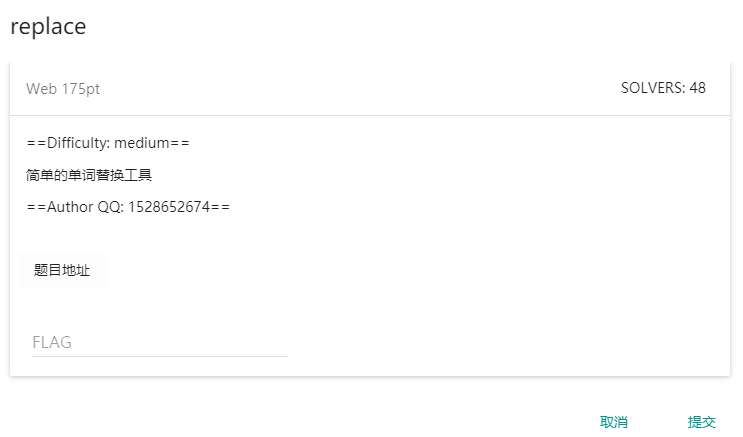 replace
Web 175pt
SOLVERS: 48
==Difficulty: medium==
简单的单词替换工具
==Author QQ: 1528652674==
题目地址
FLAG
取消
提交